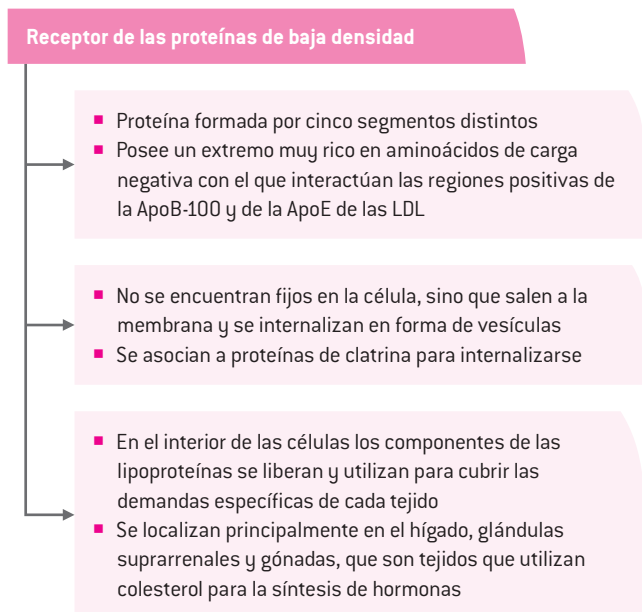 Receptor de las proteínas de baja densidad
▪ Proteína formada por cinco segmentos distintos
▪ Posee un extremo muy rico en aminoácidos de carga
negativa con el que interactúan las regiones positivas de
la ApoB-100 y de la ApoE de las LDL
▪ No se encuentran fijos en la célula, sino que salen a la
membrana y se internalizan en forma de vesículas
▪ Se asocian a proteínas de clatrina para internalizarse
▪ En el interior de las células los componentes de las
lipoproteínas se liberan y utilizan para cubrir las
demandas específicas de cada tejido
▪ Se localizan principalmente en el hígado, glándulas
suprarrenales y gónadas, que son tejidos que utilizan
colesterol para la síntesis de hormonas